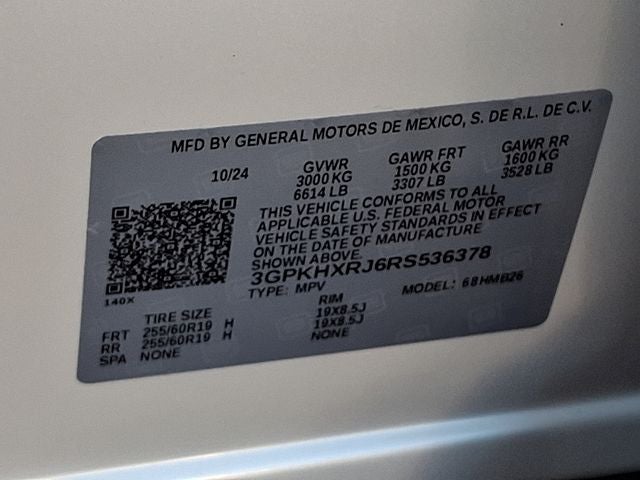 MFD BY GENERAL MOTORS DE MEXICO, S. DE R.L. DE C.V.
10/24 GVWR GAWR FRT GAWR RR
3000 KG 1500 KG 1600 KG
6614 LB 3307 LB 3528 LB
THIS VEHICLE CONFORMS TO ALL
APPLICABLE U.S. FEDERAL MOTOR
VEHICLE SAFETY STANDARDS IN EFFECT
ON THE DATE OF MANUFACTURE
SHOWN ABOVE.
3GPKHXRJ6RS536378
TYPE: MPV MODEL: 68HMB26
140X
TIRE SIZE RIM
FRT 255/60R19 H 19X8.5J
RR 255/60R19 H 19X8.5J
SPA NONE NONE